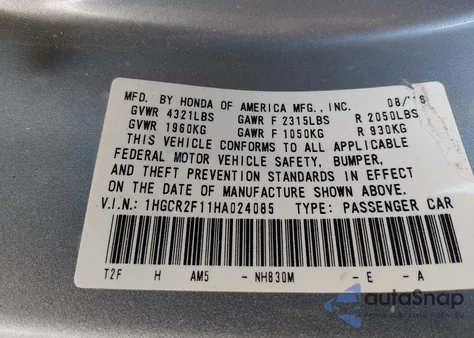 MFD. BY HONDA OF AMERICA MFG., INC. 08/'16
GVWR 4321LBS GAWR F 2315LBS R 2050LBS
GVWR 1960KG GAWR F 1050KG R 930KG
THIS VEHICLE CONFORMS TO ALL APPLICABLE
FEDERAL MOTOR VEHICLE SAFETY, BUMPER,
AND THEFT PREVENTION STANDARDS IN EFFECT
ON THE DATE OF MANUFACTURE SHOWN ABOVE.
V.I.N.: 1HGCR2F11HA024085 TYPE: PASSENGER CAR
T2F H AM5 - NH830M - E - A
autoSnap